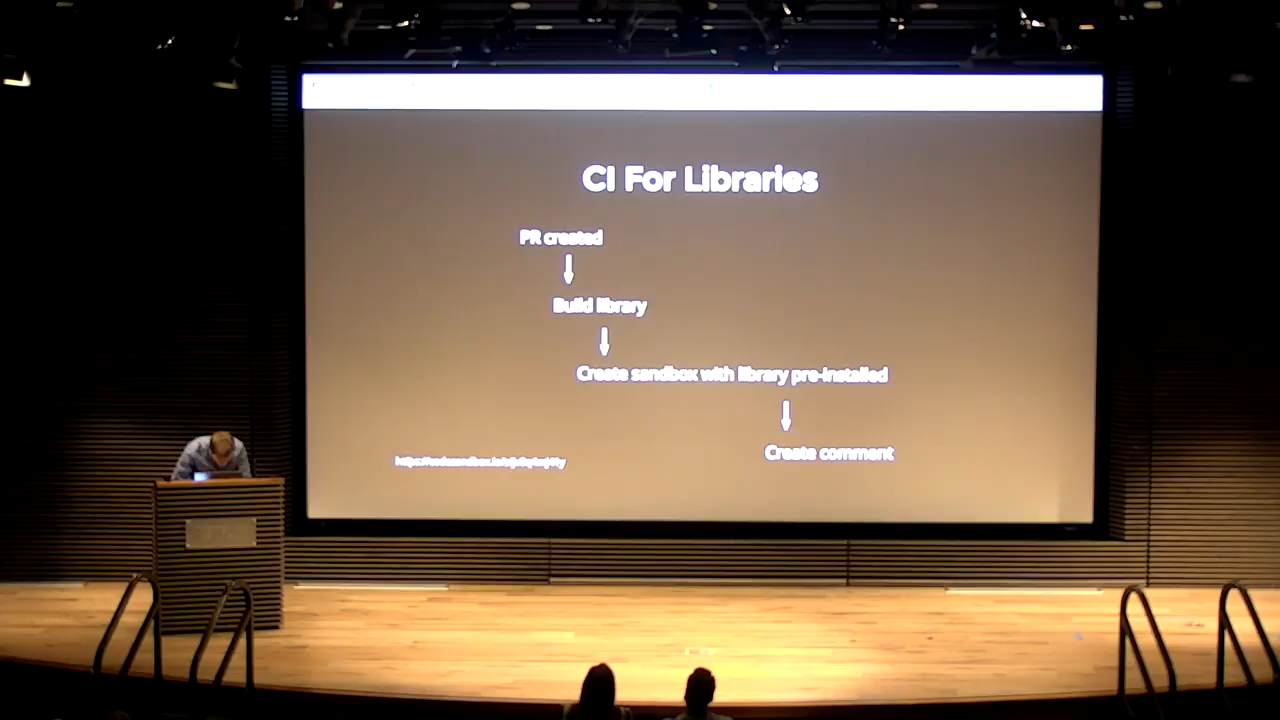 CI For Libraries
PR created
Build library
Create sandbox with library pre-installed
Create comment